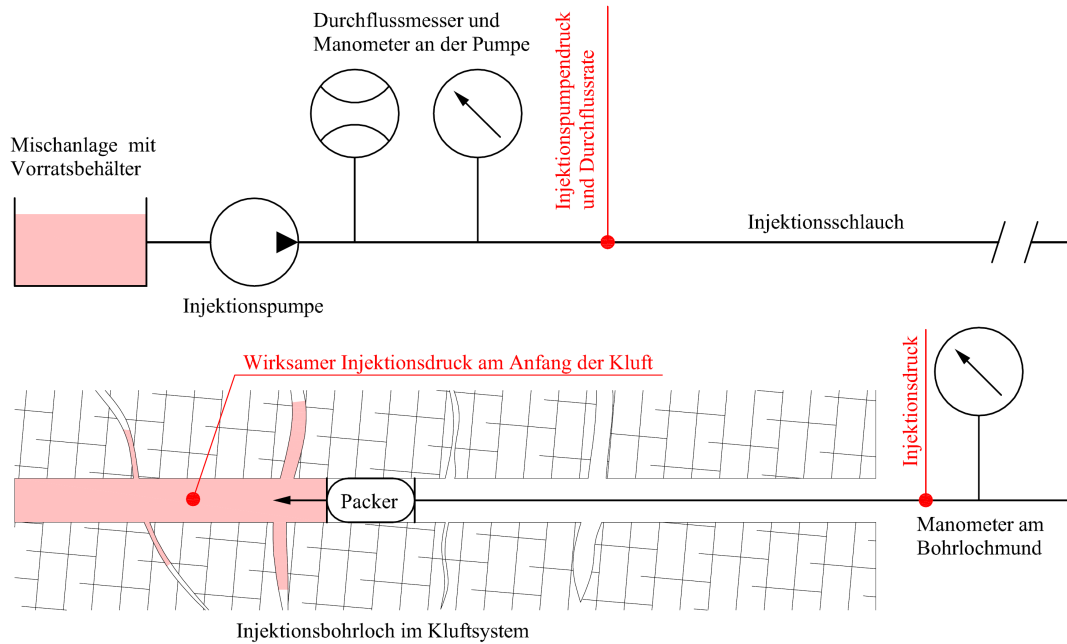 Durchflussmesser und
Manometer an der Pumpe
Injektionspumpendruck
und Durchflussrate
Mischanlage mit
Vorratsbehälter
Injektionsschlauch
Injektionspumpe
Wirksamer Injektionsdruck am Anfang der Kluft
Injektionsdruck
Packer
Manometer am
Bohrlochmund
Injektionsbohrloch im Kluftsystem